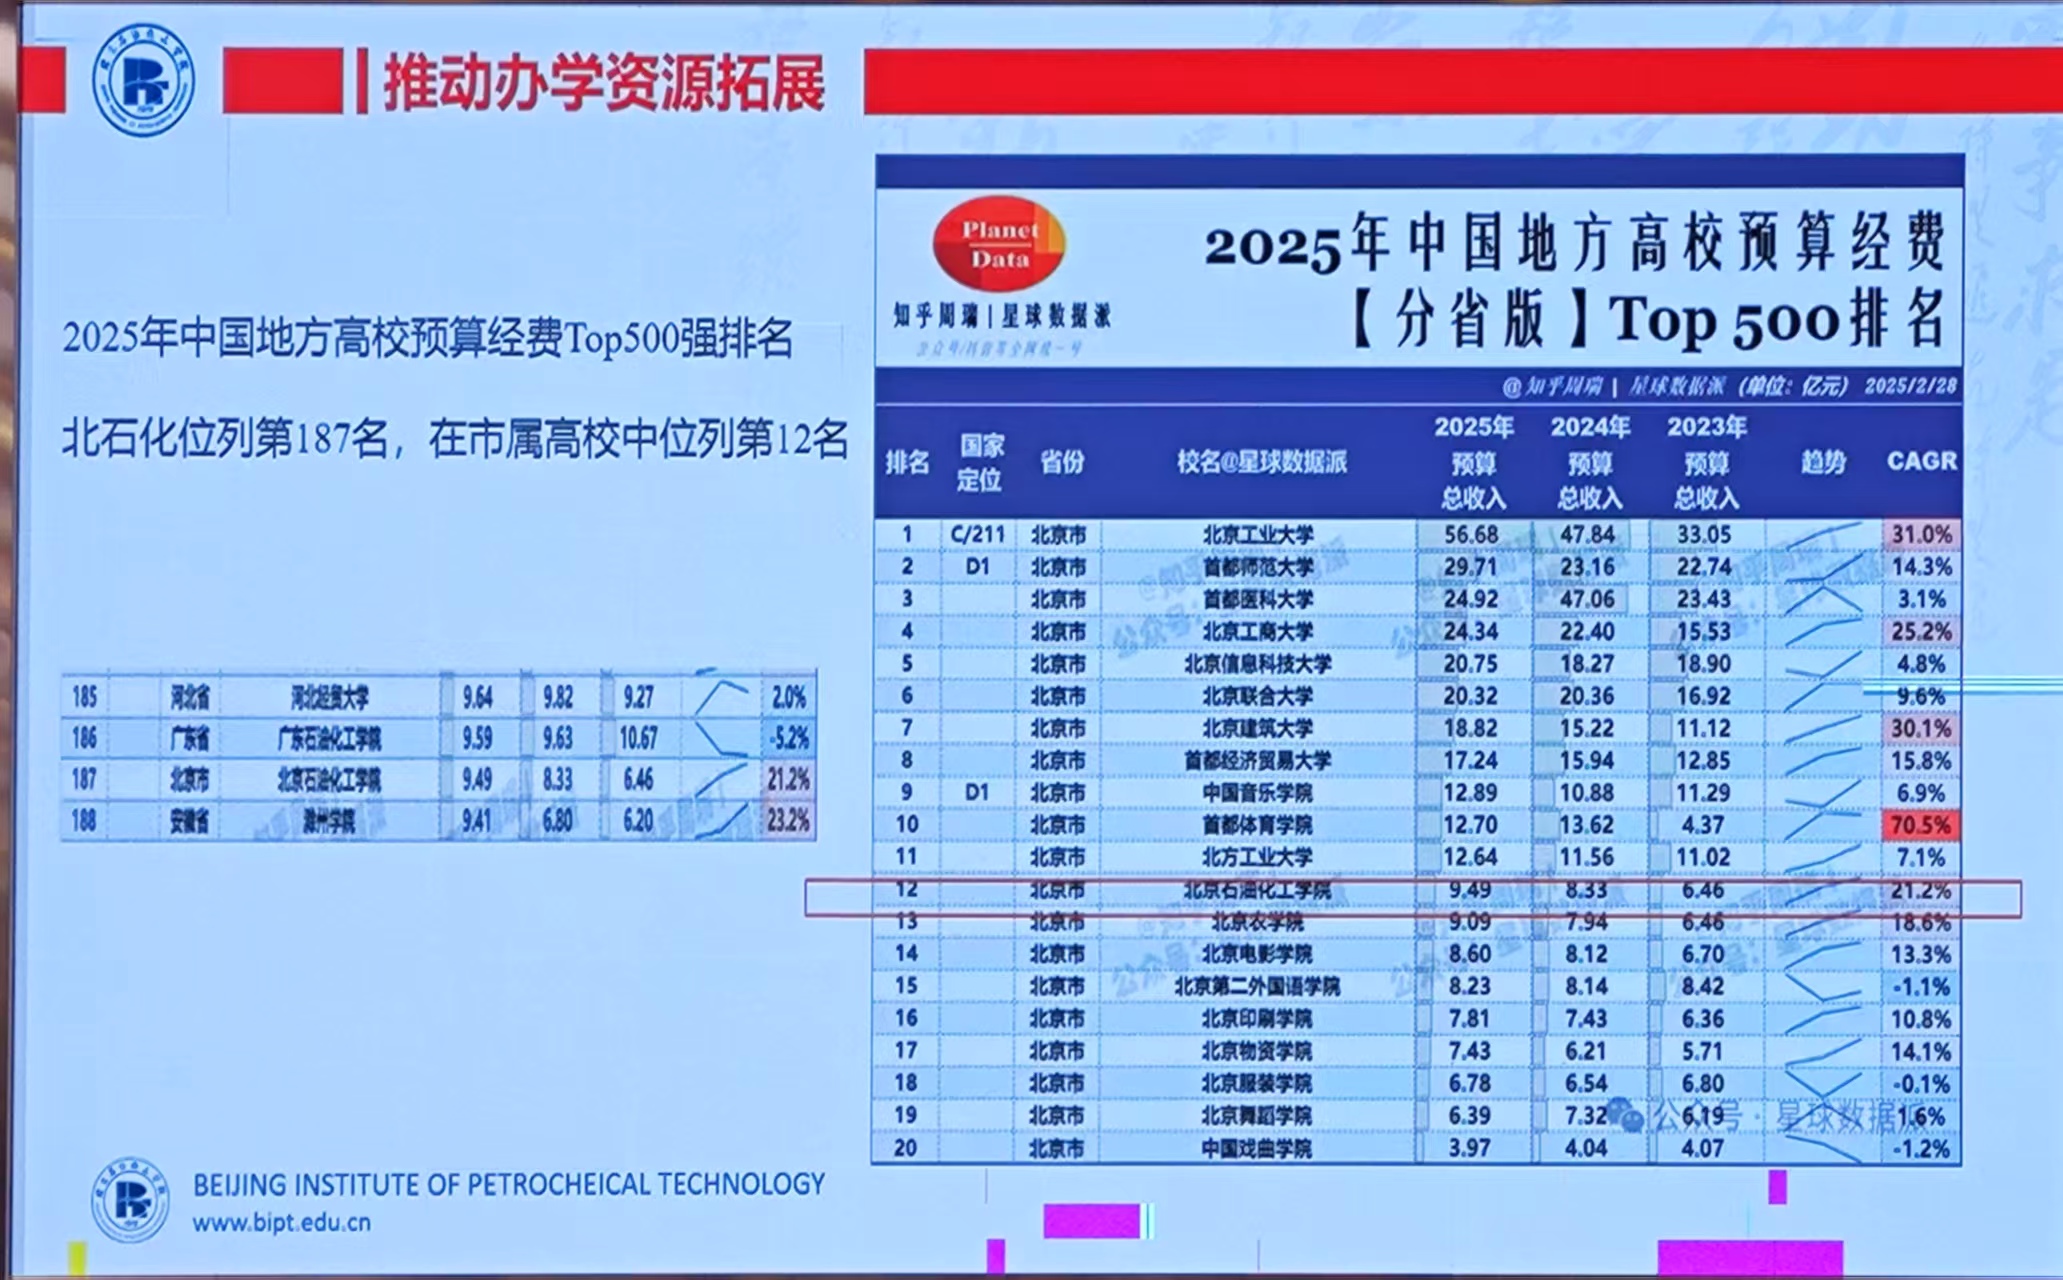 推动办学资源拓展
2025年中国地方高校预算经费Top500强排名
北石化位列第187名，在市属高校中位列第12名
185 河北省 河北经贸大学 9.64 9.82 9.27 2.0%
186 广东省 广东石油化工学院 9.59 9.63 10.67 -5.2%
187 北京市 北京石油化工学院 9.49 8.33 6.46 21.2%
188 安徽省 滁州学院 9.41 6.80 6.20 23.2%
Planet
Data
知乎周瑞 | 星球数据派
2025年中国地方高校预算经费
【分省版】Top 500排名
@知乎周瑞 | 星球数据派 (单位：亿元) 2025/2/28
排名 国家定位 省份 校名@星球数据派 2025年预算总收入 2024年预算总收入 2023年预算总收入 趋势 CAGR
1 C/211 北京市 北京工业大学 56.68 47.84 33.05 31.0%
2 D1 北京市 首都师范大学 29.71 23.16 22.74 14.3%
3 北京市 首都医科大学 24.92 47.06 23.43 3.1%
4 北京市 北京工商大学 24.34 22.40 15.53 25.2%
5 北京市 北京信息科技大学 20.75 18.27 18.90 4.8%
6 北京市 北京联合大学 20.32 20.36 16.92 9.6%
7 北京市 北京建筑大学 18.82 15.22 11.12 30.1%
8 北京市 首都经济贸易大学 17.24 15.94 12.85 15.8%
9 D1 北京市 中国音乐学院 12.89 10.88 11.29 6.9%
10 北京市 首都体育学院 12.70 13.62 4.37 70.5%
11 北京市 北方工业大学 12.64 11.56 11.02 7.1%
12 北京市 北京石油化工学院 9.49 8.33 6.46 21.2%
13 北京市 北京农学院 9.09 7.94 6.46 18.6%
14 北京市 北京电影学院 8.60 8.12 6.70 13.3%
15 北京市 北京第二外国语学院 8.23 8.14 8.42 -1.1%
16 北京市 北京印刷学院 7.81 7.43 6.36 10.8%
17 北京市 北京物资学院 7.43 6.21 5.71 14.1%
18 北京市 北京服装学院 6.78 6.54 6.80 -0.1%
19 北京市 北京舞蹈学院 6.39 7.32 6.19 1.6%
20 北京市 中国戏曲学院 3.97 4.04 4.07 -1.2%
公众号 · 星球数据派
BEIJING INSTITUTE OF PETROCHEICAL TECHNOLOGY
www.bipt.edu.cn